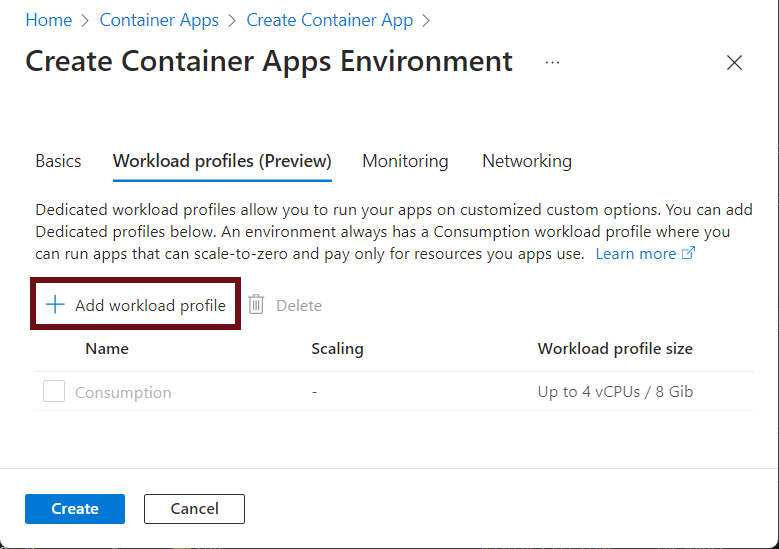 Home > Container Apps > Create Container App >
Create Container Apps Environment ...
Basics Workload profiles (Preview) Monitoring Networking
Dedicated workload profiles allow you to run your apps on customized custom options. You can add
Dedicated profiles below. An environment always has a Consumption workload profile where you
can run apps that can scale-to-zero and pay only for resources you apps use. Learn more
Add workload profile Delete
Name Scaling Workload profile size
Consumption - Up to 4 vCPUs / 8 Gib
Create Cancel